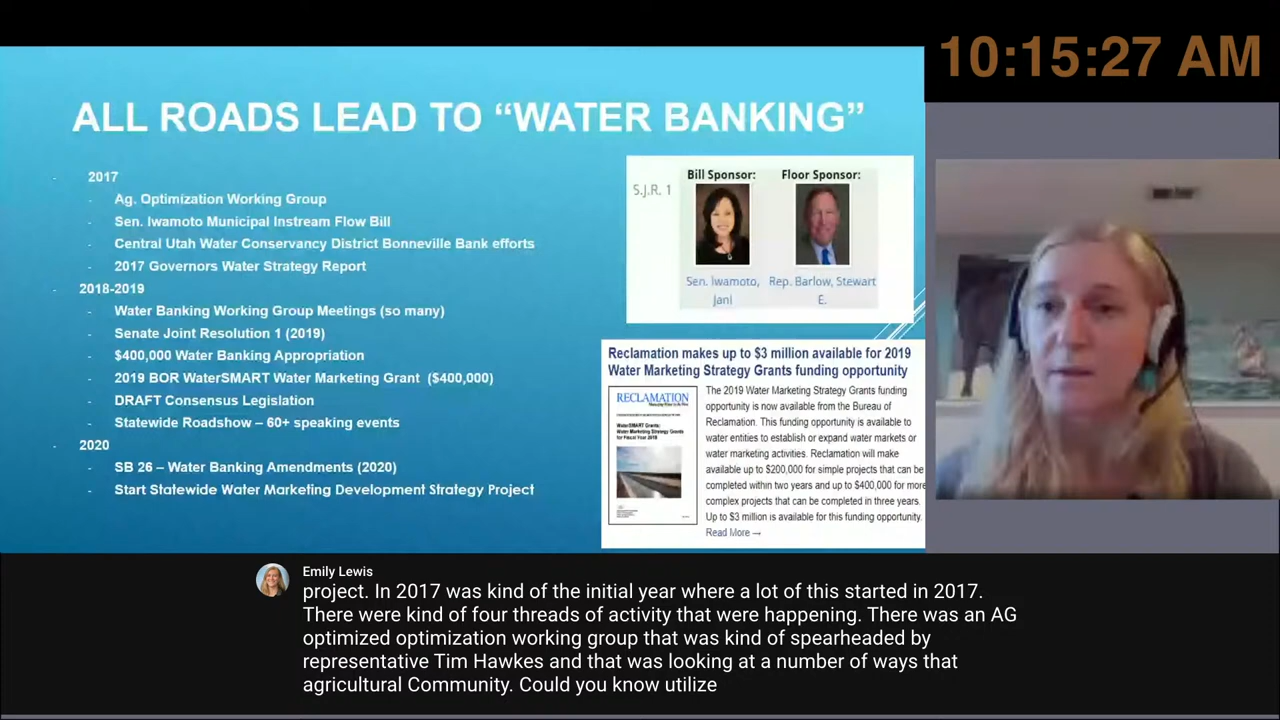 10:15:27 AM
ALL ROADS LEAD TO “WATER BANKING”
- 2017
- Ag. Optimization Working Group
- Sen. Iwamoto Municipal Instream Flow Bill
- Central Utah Water Conservancy District Bonneville Bank efforts
- 2017 Governors Water Strategy Report
- 2018-2019
- Water Banking Working Group Meetings (so many)
- Senate Joint Resolution 1 (2019)
- $400,000 Water Banking Appropriation
- 2019 BOR WaterSMART Water Marketing Grant ($400,000)
- DRAFT Consensus Legislation
- Statewide Roadshow – 60+ speaking events
- 2020
- SB 26 – Water Banking Amendments (2020)
- Start Statewide Water Marketing Development Strategy Project
S.J.R. 1
Bill Sponsor:
Sen. Iwamoto,
Jani
Floor Sponsor:
Rep. Barlow, Stewart
E.
Reclamation makes up to $3 million available for 2019
Water Marketing Strategy Grants funding opportunity
RECLAMATION
WaterSMART Grants:
Water Marketing Strategy Grants
for Fiscal Year 2019
The 2019 Water Marketing Strategy Grants funding
opportunity is now available from the Bureau of
Reclamation. This funding opportunity is available to
water entities to establish or expand water markets or
water marketing activities. Reclamation will make
available up to $200,000 for simple projects that can be
completed within two years and up to $400,000 for more
complex projects that can be completed in three years.
Up to $3 million is available for this funding opportunity.
Read More →
Emily Lewis
project. In 2017 was kind of the initial year where a lot of this started in 2017.
There were kind of four threads of activity that were happening. There was an AG
optimized optimization working group that was kind of spearheaded by
representative Tim Hawkes and that was looking at a number of ways that
agricultural Community. Could you know utilize